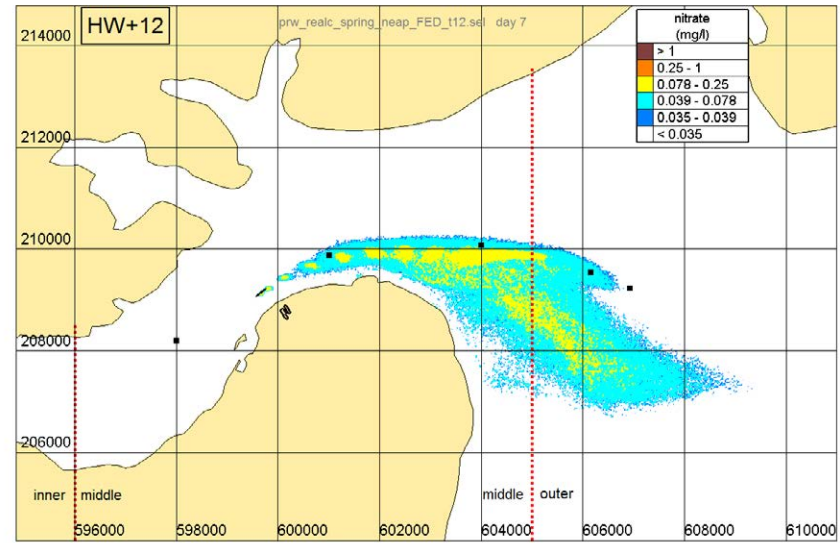 HW+12
prw_realc_spring_neap_FED_t12.sel day 7
nitrate
(mg/l)
> 1
0.25 - 1
0.078 - 0.25
0.039 - 0.078
0.035 - 0.039
< 0.035
214000
212000
210000
208000
206000
inner middle
middle outer
596000 598000 600000 602000 604000 606000 608000 610000